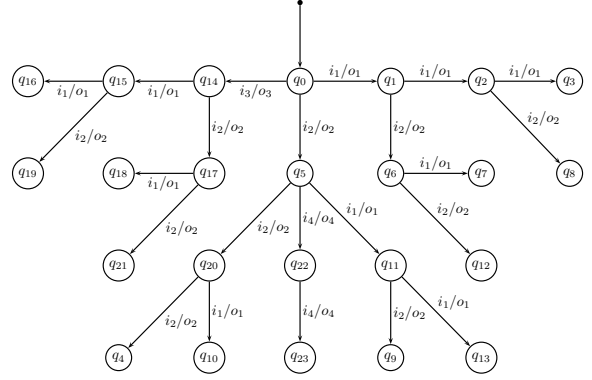 q16 i1/o1 q15 i1/o1 q14 i3/o3 q0 i1/o1 q1 i1/o1 q2 i1/o1 q3
i2/o2 i2/o2 i2/o2 i2/o2 i2/o2
q19 q18 i1/o1 q17 q5 q6 i1/o1 q7 q8
i2/o2 i2/o2 i4/o4 i1/o1 i2/o2
q21 q20 q22 q11 q12
i2/o2 i1/o1 i4/o4 i2/o2 i1/o1
q4 q10 q23 q9 q13